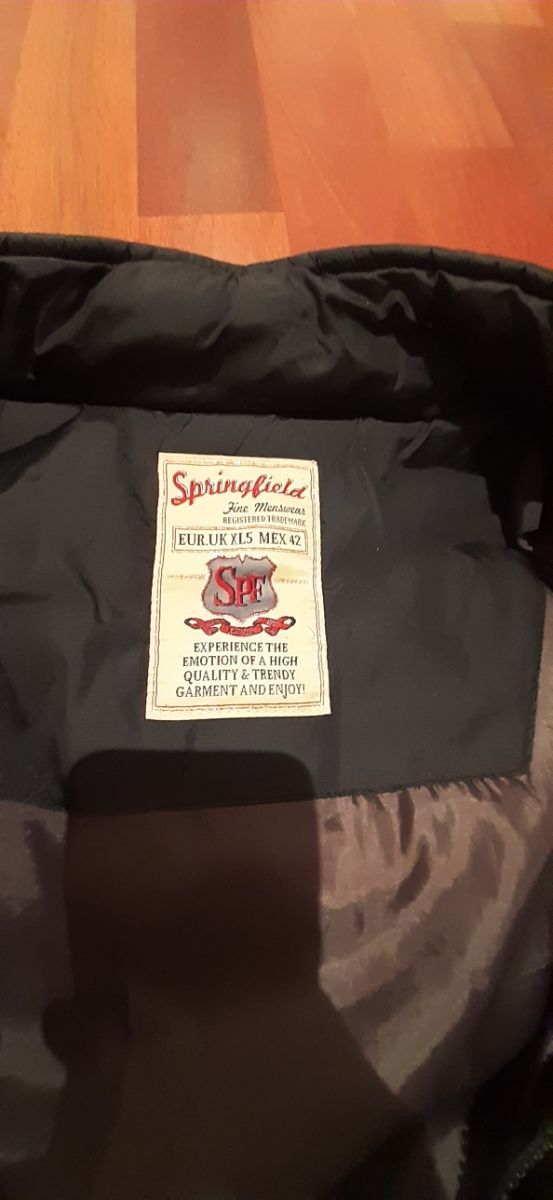 Springfield
Fine Menswear
REGISTERED TRADEMARK
EUR.UK XL5 MEX 42
SPF
EXPERIENCE THE
EMOTION OF A HIGH
QUALITY & TRENDY
GARMENT AND ENJOY!